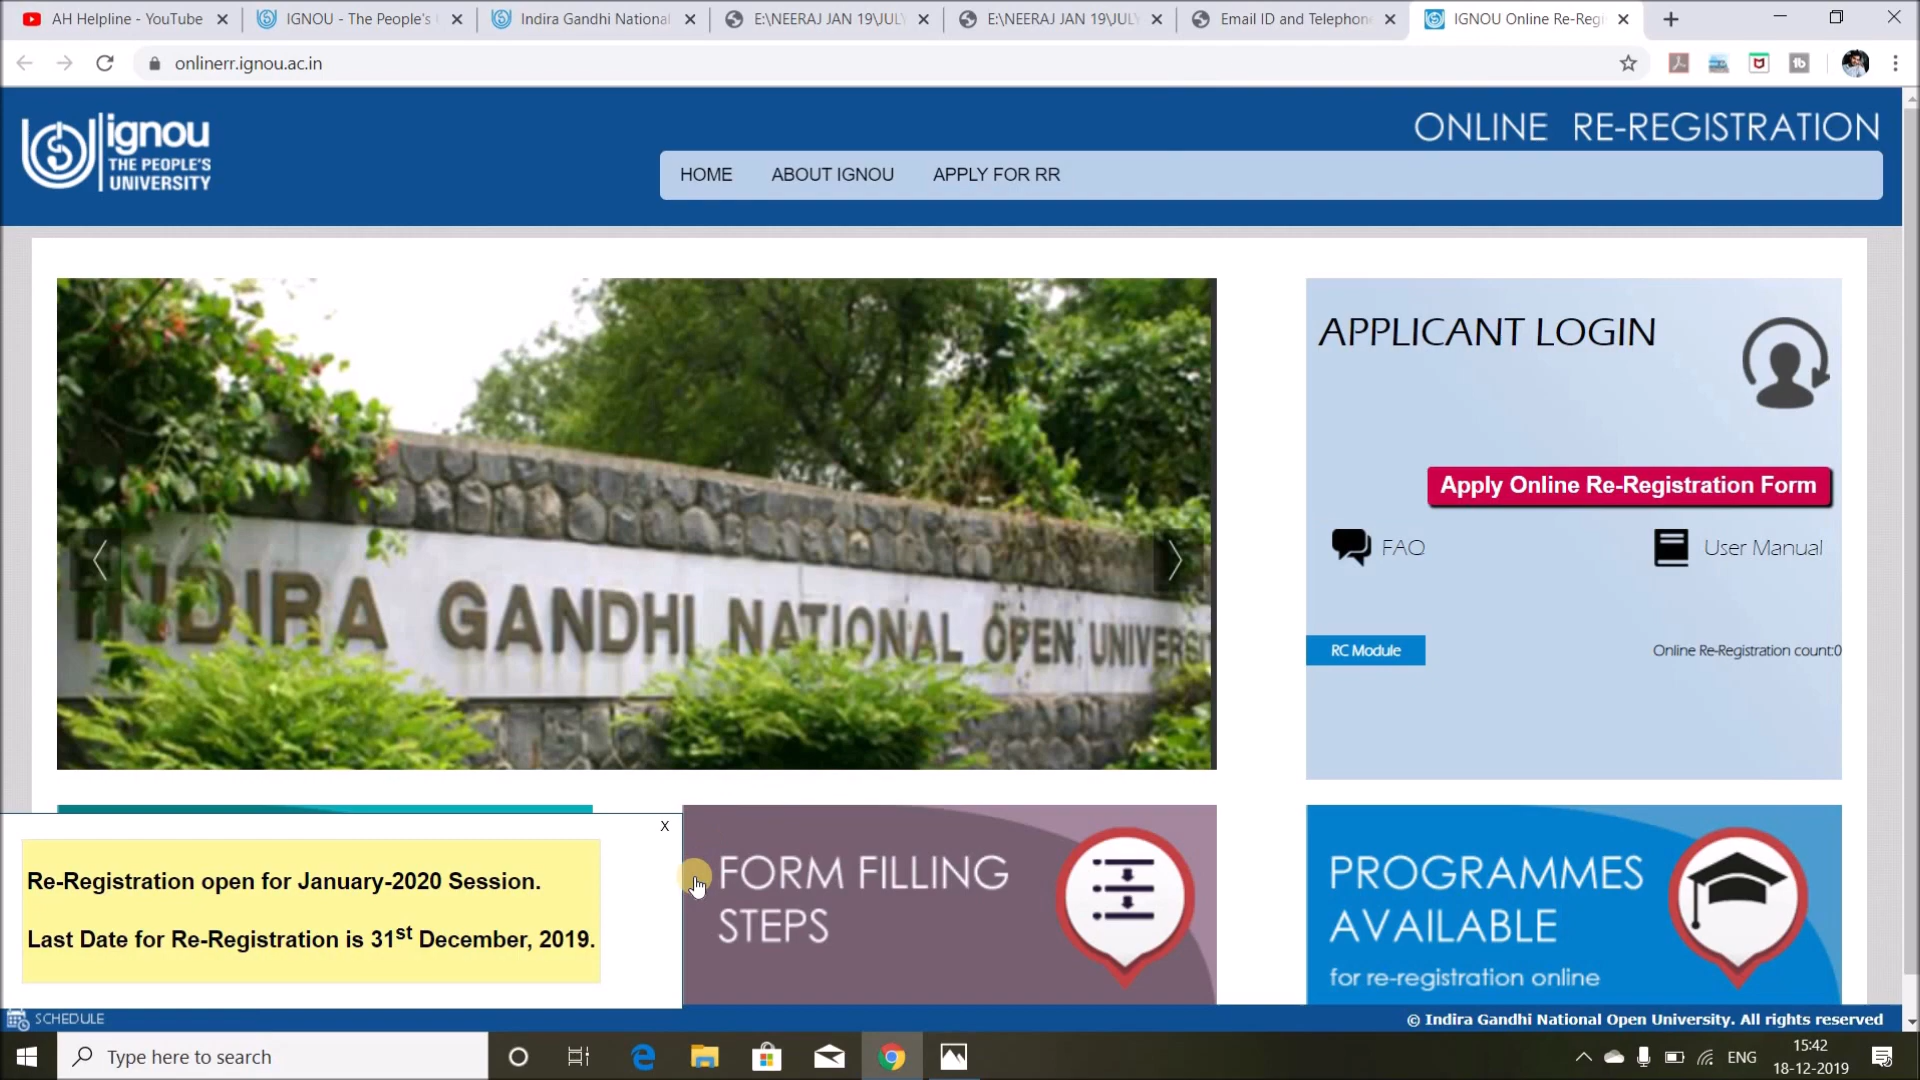 AH Helpline - YouTube
IGNOU - The People's
Indira Gandhi National
E:\NEERAJ JAN 19\JULY
E:\NEERAJ JAN 19\JULY
Email ID and Telephon
IGNOU Online Re-Reg
onlinerr.ignou.ac.in
ignou
THE PEOPLE'S
UNIVERSITY
ONLINE RE-REGISTRATION
HOME ABOUT IGNOU APPLY FOR RR
INDIRA GANDHI NATIONAL OPEN UNIVERSI
APPLICANT LOGIN
Apply Online Re-Registration Form
FAQ
User Manual
RC Module
Online Re-Registration count:0
X
Re-Registration open for January-2020 Session.
Last Date for Re-Registration is 31st December, 2019.
FORM FILLING
STEPS
PROGRAMMES
AVAILABLE
for re-registration online
SCHEDULE
© Indira Gandhi National Open University. All rights reserved
Type here to search
ENG
15:42
18-12-2019